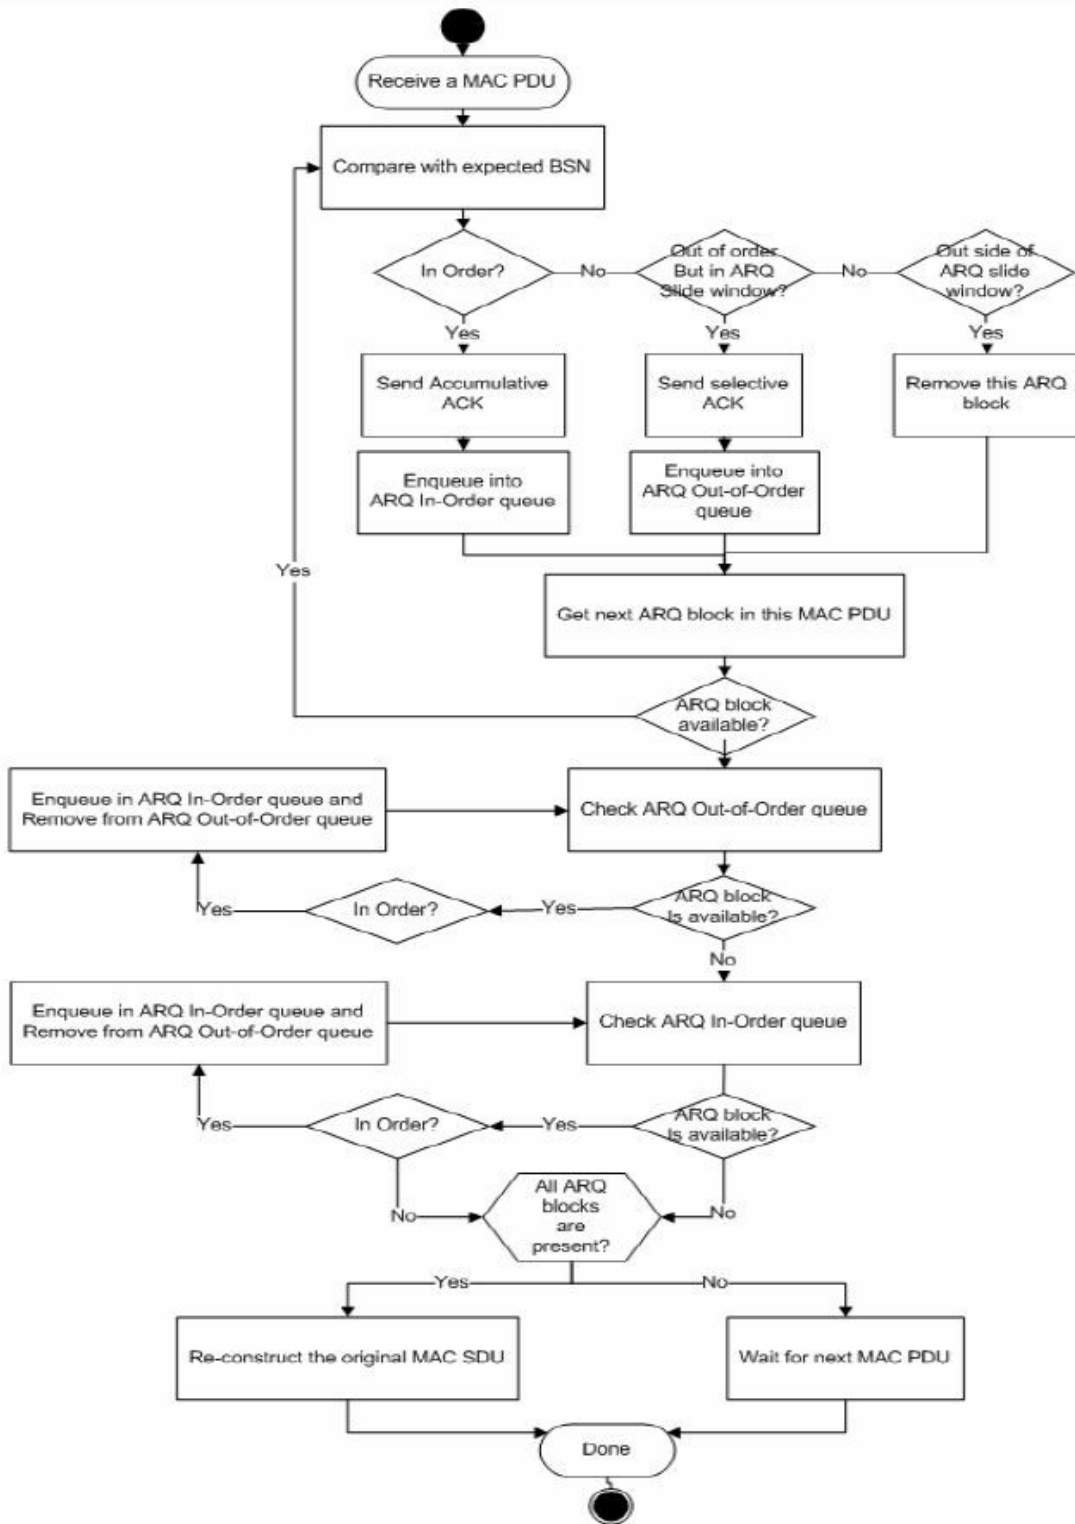 Receive a MAC PDU
Compare with expected BSN
In Order?
No
Out of order
But in ARQ
Slide window?
No
Out side of
ARQ slide
window?
Yes
Yes
Yes
Send Accumulative
ACK
Send selective
ACK
Remove this ARQ
block
Enqueue into
ARQ In-Order queue
Enqueue into
ARQ Out-of-Order
queue
Yes
Get next ARQ block in this MAC PDU
ARQ block
available?
Enqueue in ARQ In-Order queue and
Remove from ARQ Out-of-Order queue
Check ARQ Out-of-Order queue
Yes
In Order?
Yes
ARQ block
Is available?
No
Enqueue in ARQ In-Order queue and
Remove from ARQ Out-of-Order queue
Check ARQ In-Order queue
Yes
In Order?
Yes
ARQ block
Is available?
No
All ARQ
blocks
are
present?
No
Yes
No
Re-construct the original MAC SDU
Wait for next MAC PDU
Done